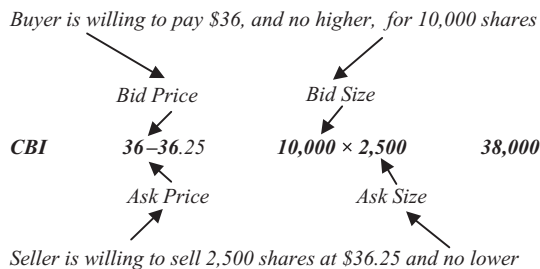 Buyer is willing to pay $36, and no higher, for 10,000 shares
Bid Price Bid Size
CBI 36–36.25 10,000 × 2,500 38,000
Ask Price Ask Size
Seller is willing to sell 2,500 shares at $36.25 and no lower